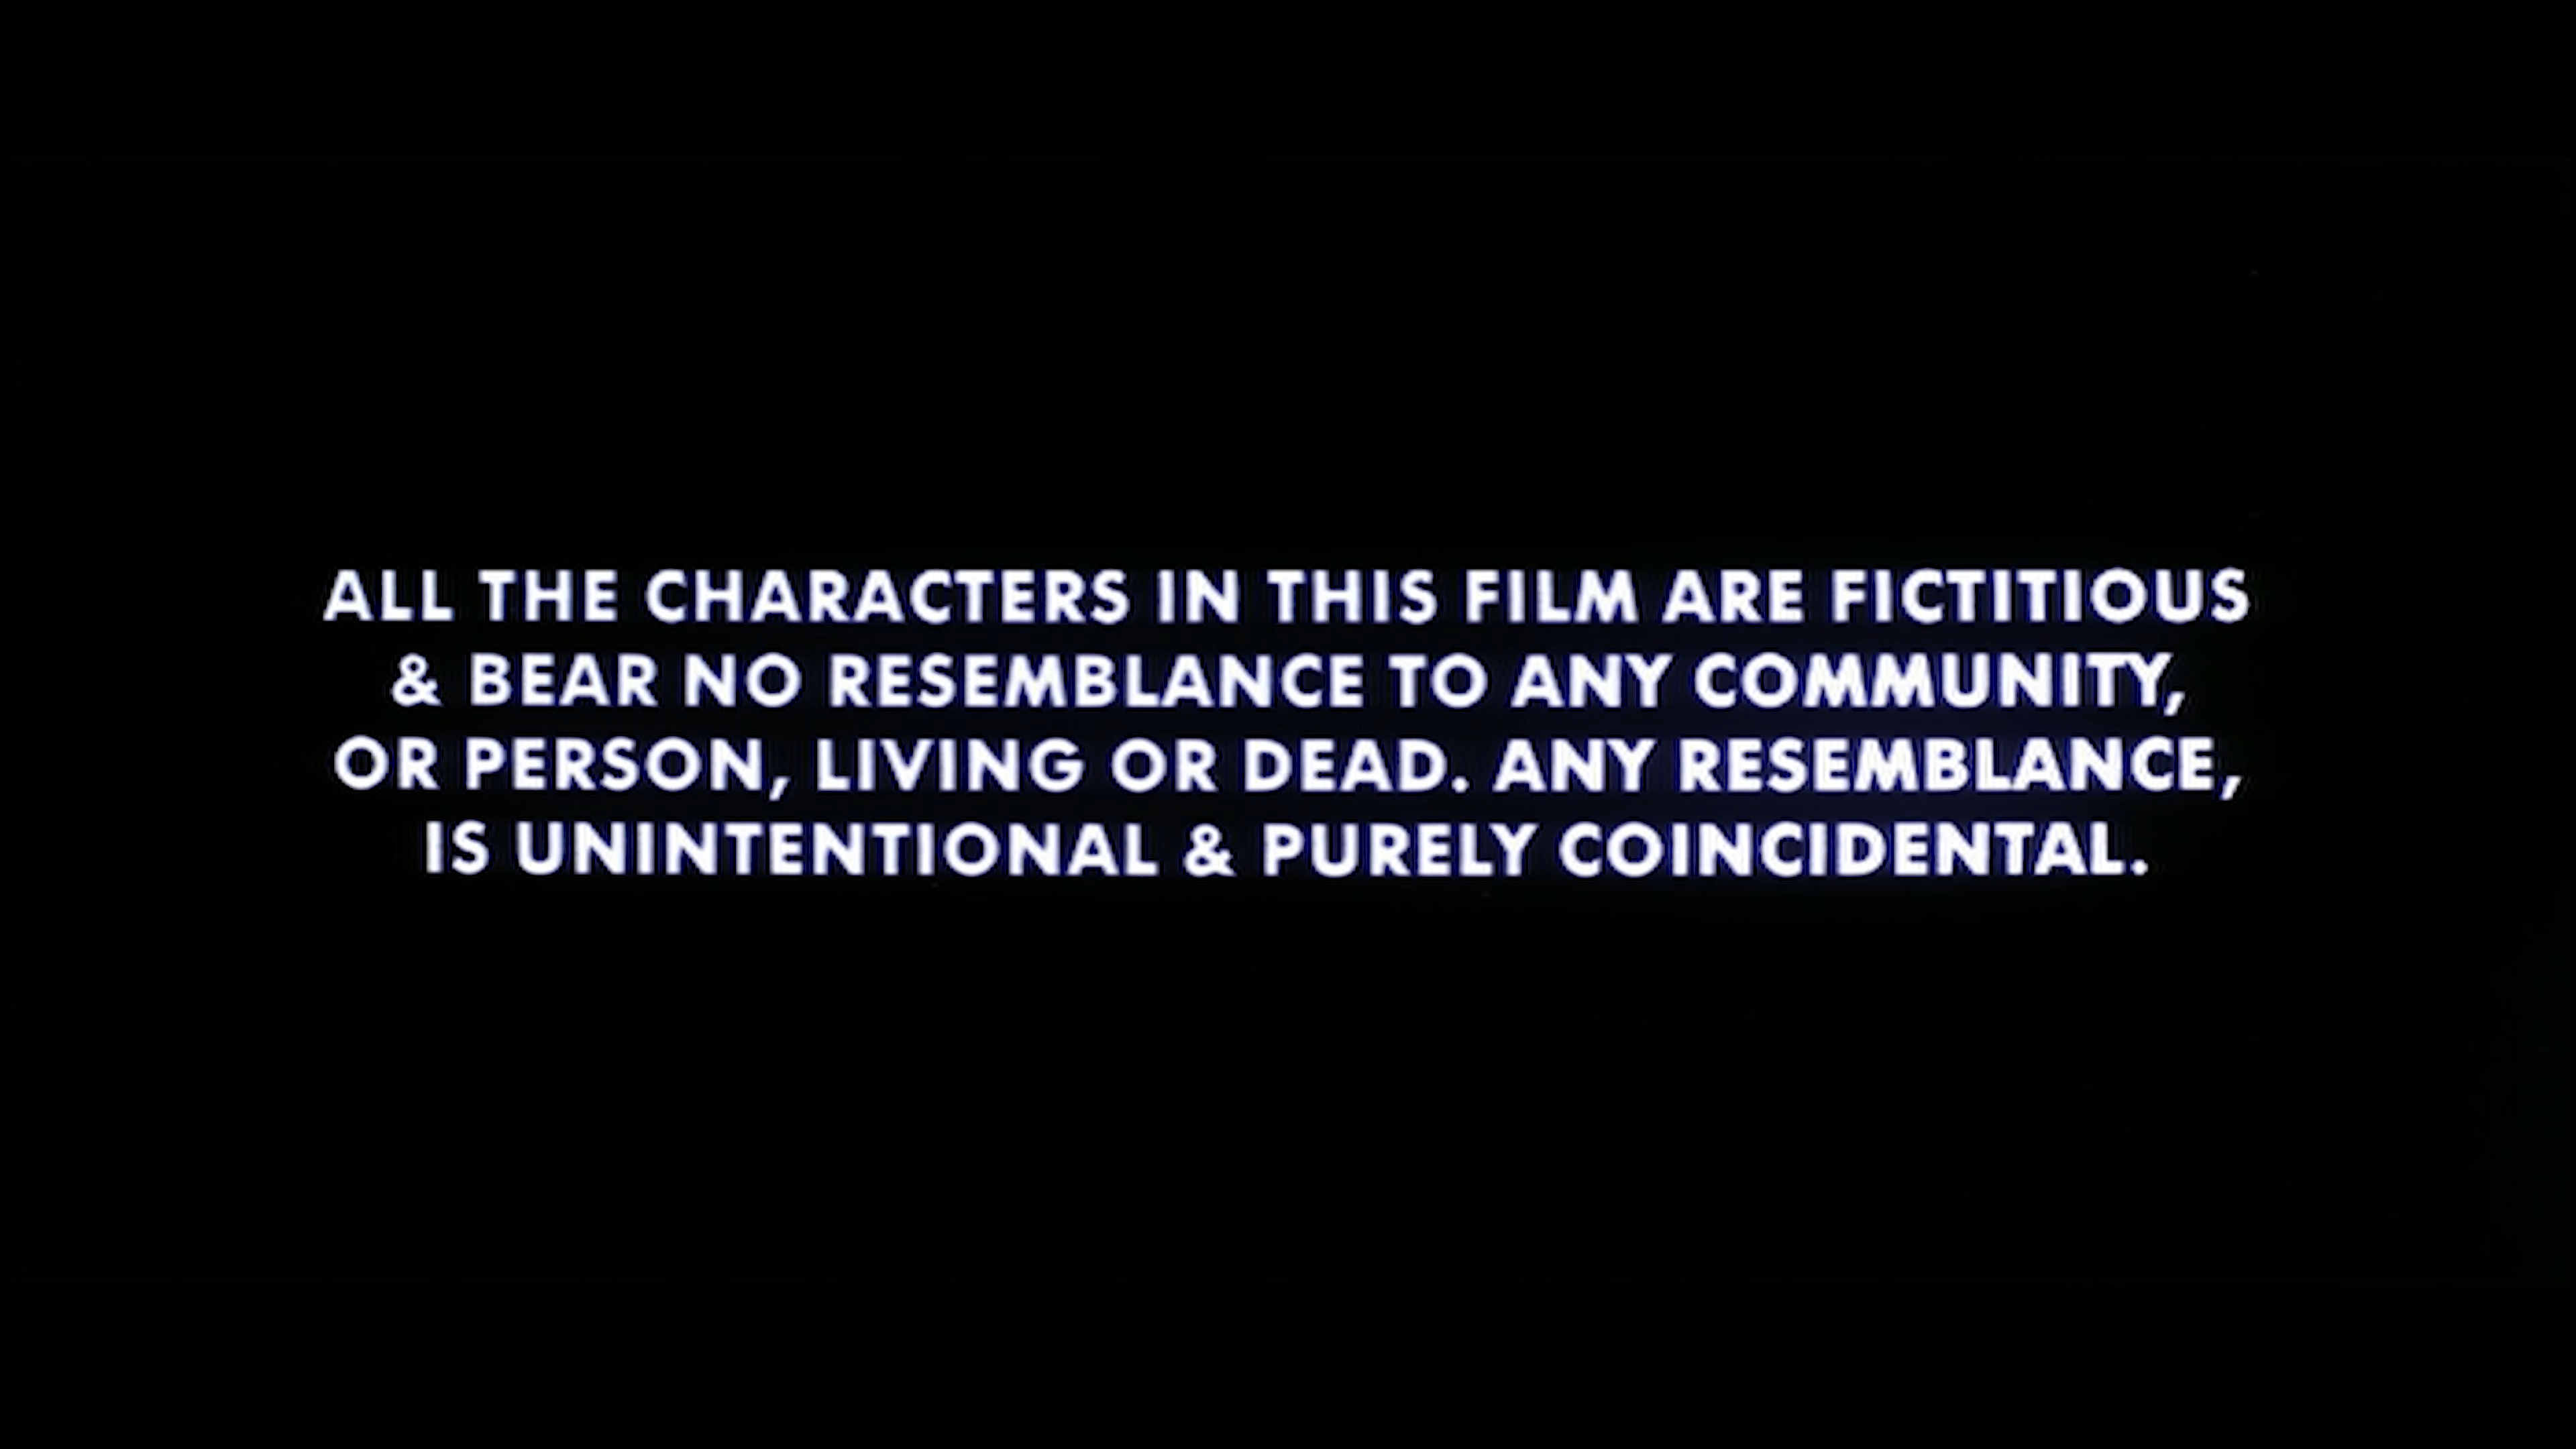 ALL THE CHARACTERS IN THIS FILM ARE FICTITIOUS
& BEAR NO RESEMBLANCE TO ANY COMMUNITY,
OR PERSON, LIVING OR DEAD. ANY RESEMBLANCE,
IS UNINTENTIONAL & PURELY COINCIDENTAL.